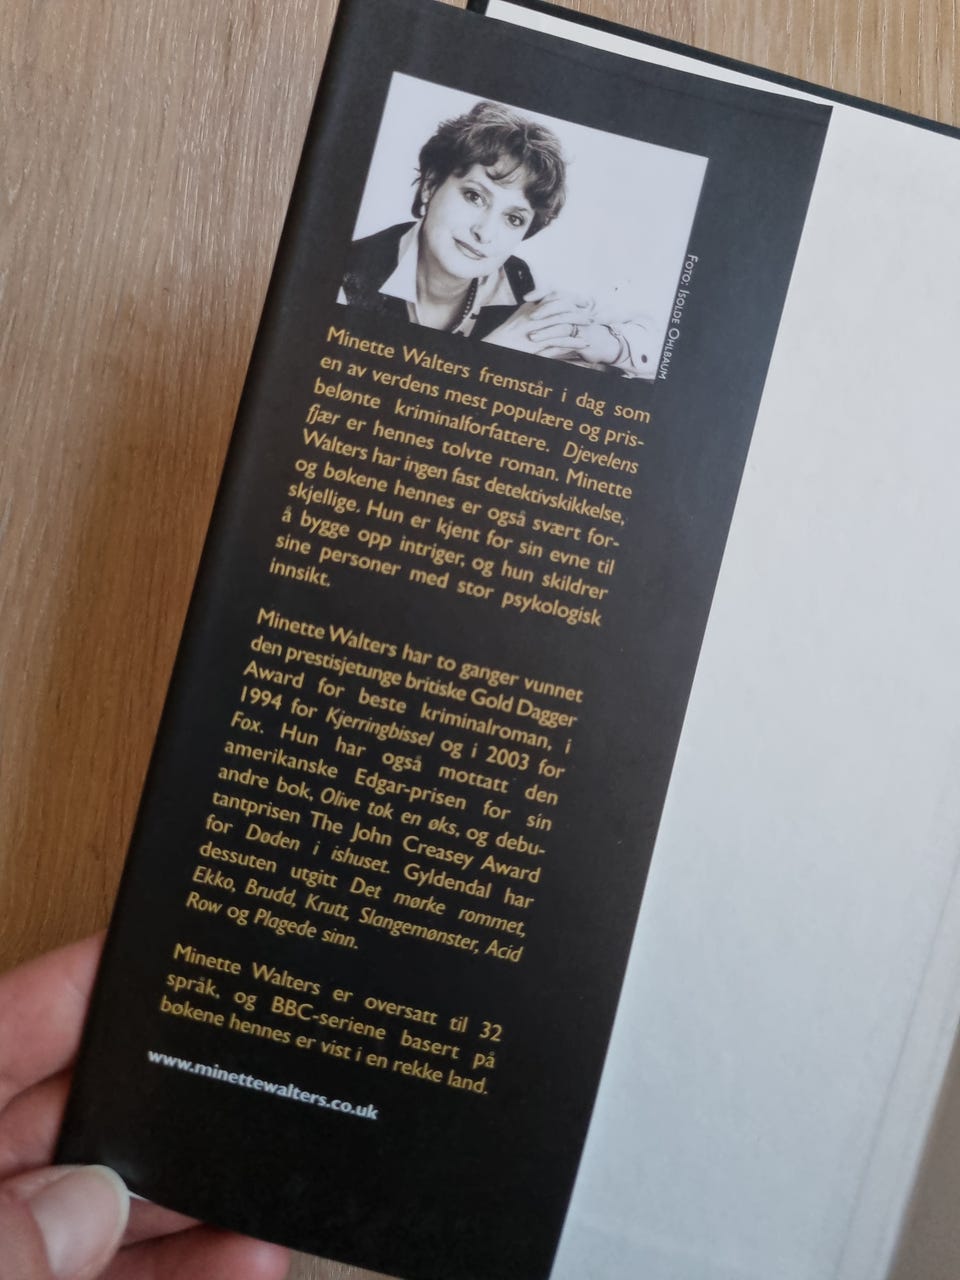 FOTO: ISOLDE OHLBAUM
Minette Walters fremstår i dag som
en av verdens mest populære og pris-
belønte kriminalforfattere. Djevelens
fjær er hennes tolvte roman. Minette
Walters har ingen fast detektivskikkelse,
og bøkene hennes er også svært for-
skjellige. Hun er kjent for sin evne til
å bygge opp intriger, og hun skildrer
sine personer med stor psykologisk
innsikt.
Minette Walters har to ganger vunnet
den prestisjetunge britiske Gold Dagger
Award for beste kriminalroman, i
1994 for Kjerringbissel og i 2003 for
Fox. Hun har også mottatt den
amerikanske Edgar-prisen for sin
andre bok, Olive tok en øks, og debu-
tantprisen The John Creasey Award
for Døden i ishuset. Gyldendal har
dessuten utgitt Det mørke rommet,
Ekko, Brudd, Krutt, Slangemønster, Acid
Row og Plagede sinn.
Minette Walters er oversatt til 32
språk, og BBC-seriene basert på
bøkene hennes er vist i en rekke land.
www.minettewalters.co.uk